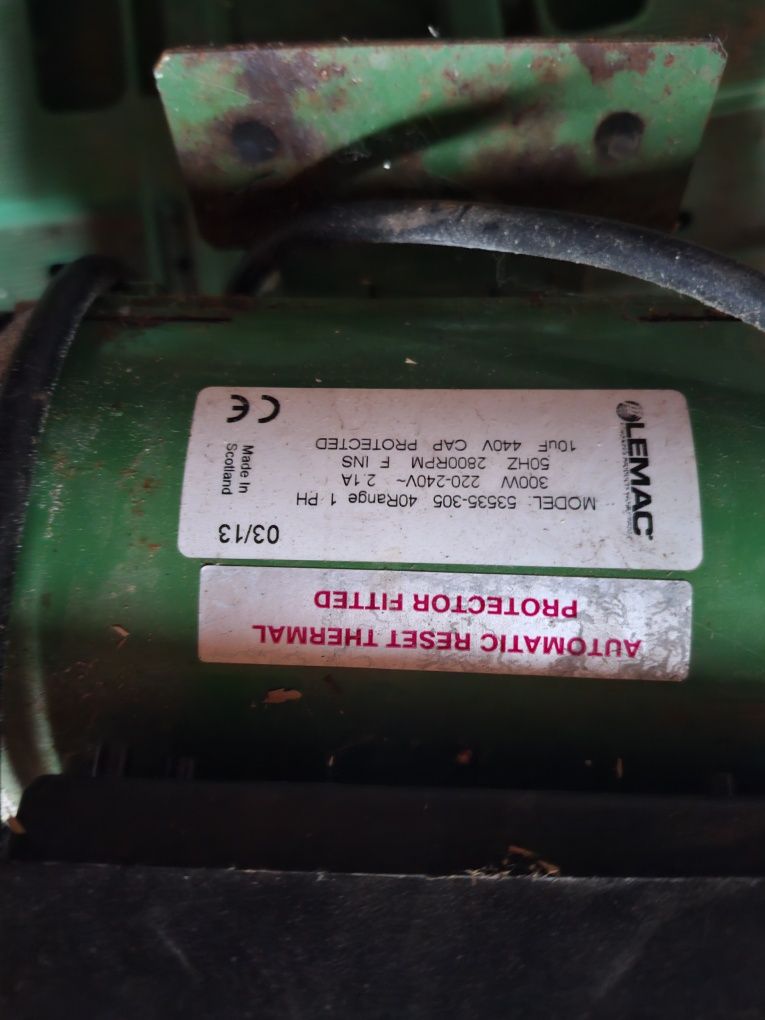 AUTOMATIC RESET THERMAL
PROTECTOR FITTED
03/13
LEMAC
MODEL: 53535-305 40Range 1 PH
300W 220-240V~ 2.1A
50HZ 2800RPM F INS
10uF 440V CAP PROTECTED
Made In
Scotland
CE